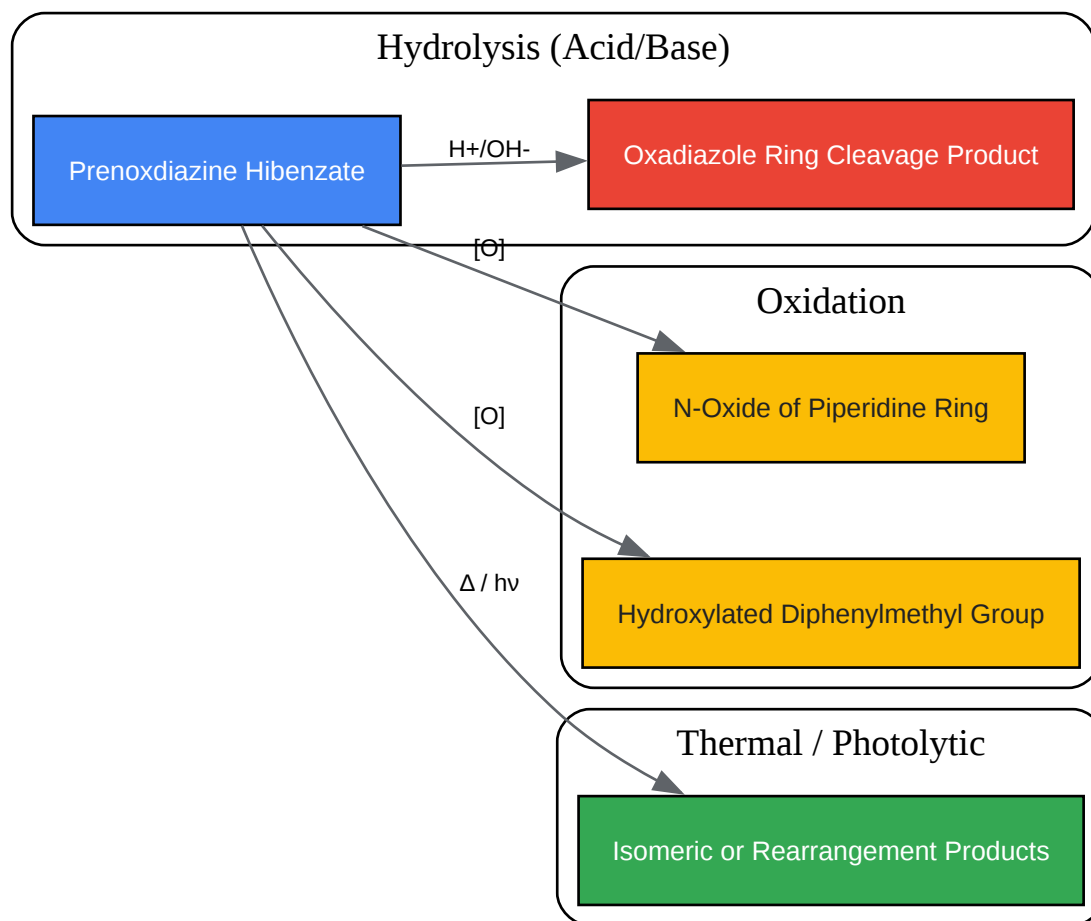 Hydrolysis (Acid/Base)
Prenoxdiazine Hibenzate
H+/OH-
Oxadiazole Ring Cleavage Product
[O]
Oxidation
N-Oxide of Piperidine Ring
[O]
Hydroxylated Diphenylmethyl Group
Δ / hν
Thermal / Photolytic
Isomeric or Rearrangement Products